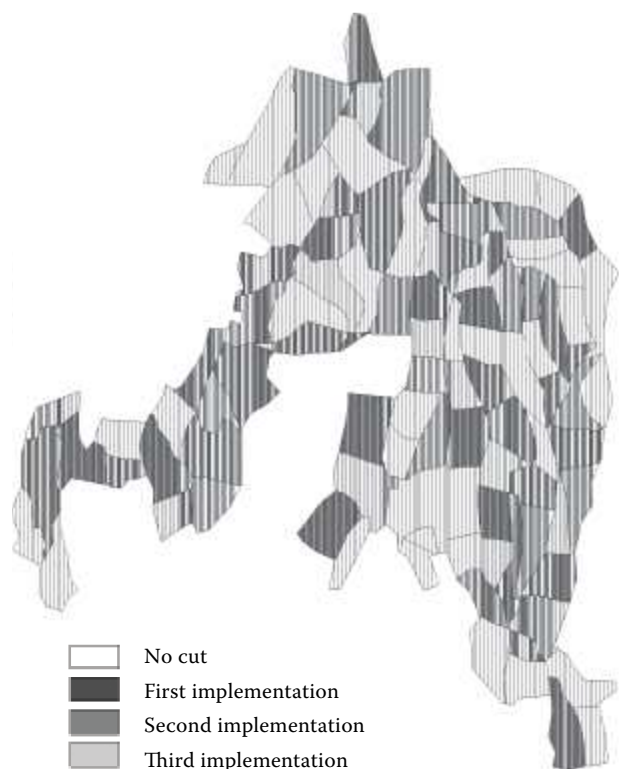 No cut
First implementation
Second implementation
Third implementation